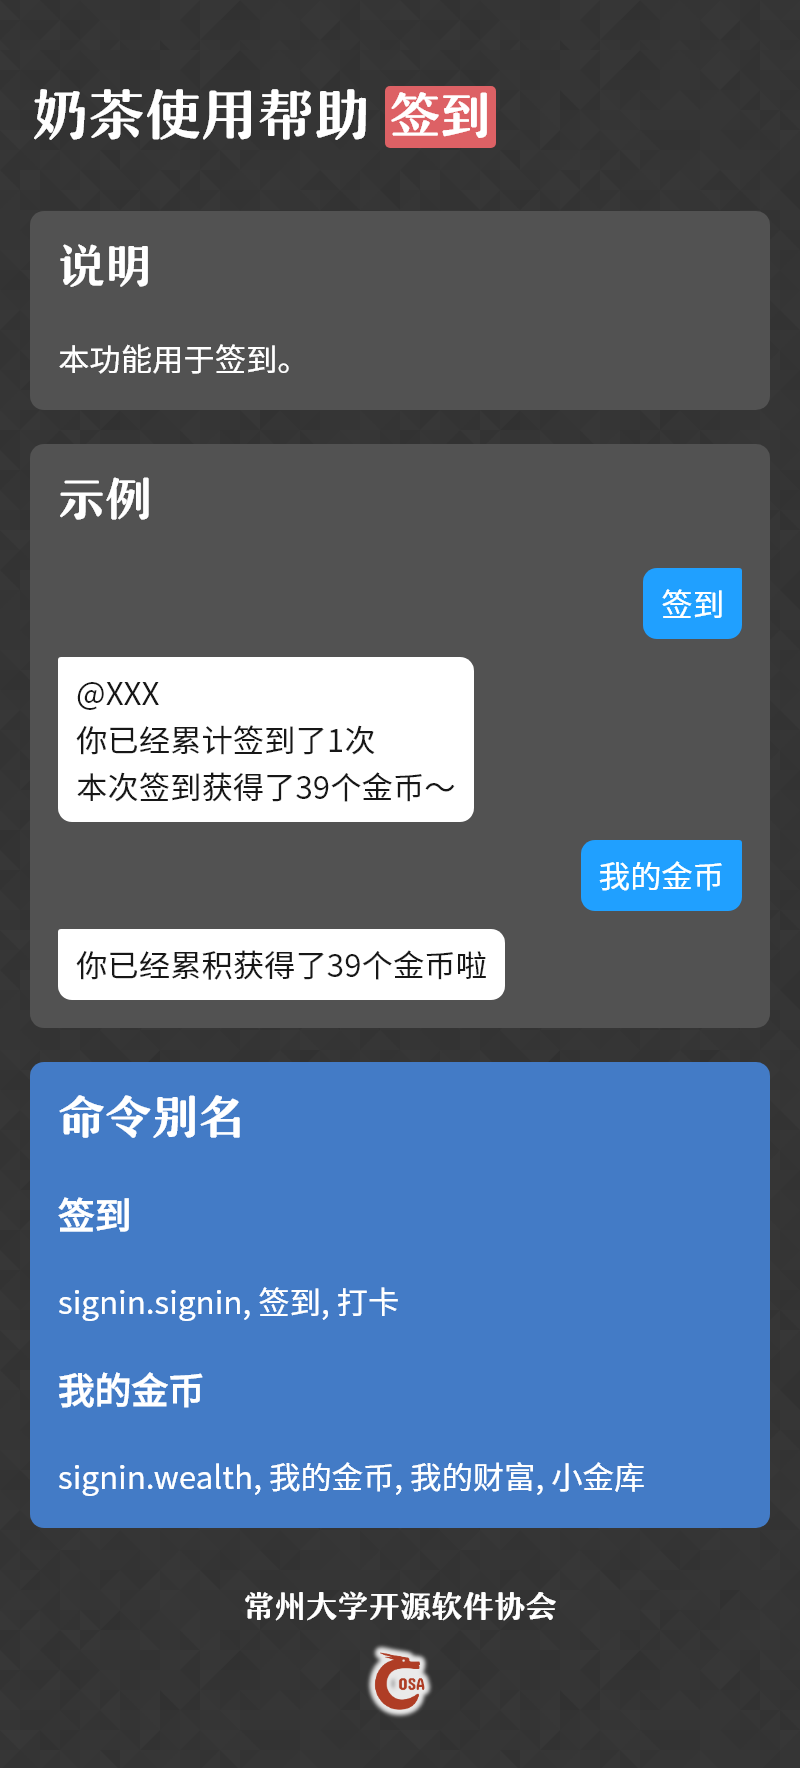 奶茶使用帮助 签到
说明
本功能用于签到。
示例
签到
@XXX
你已经累计签到了1次
本次签到获得了39个金币～
我的金币
你已经累积获得了39个金币啦
命令别名
签到
signin.signin, 签到, 打卡
我的金币
signin.wealth, 我的金币, 我的财富, 小金库
常州大学开源软件协会
OSA